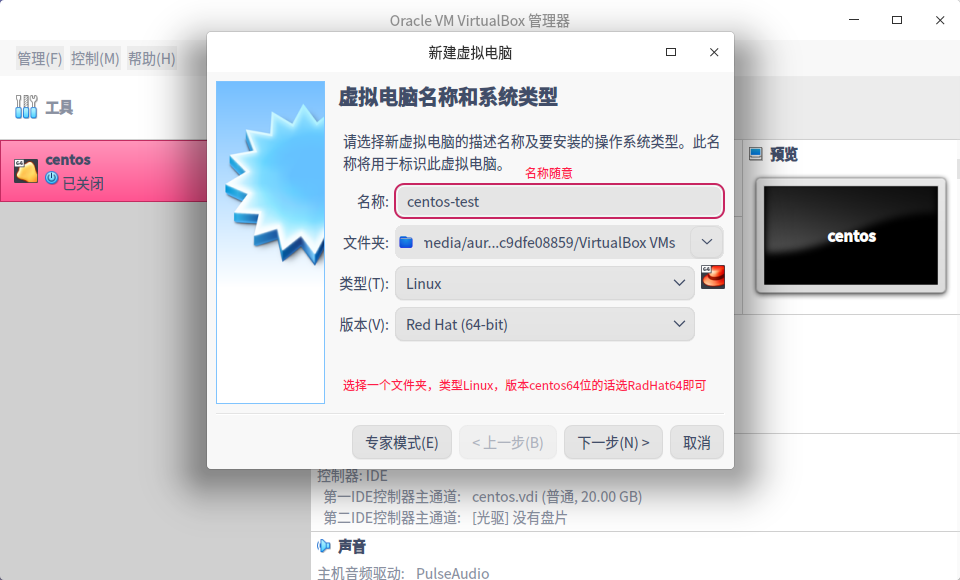 Oracle VM VirtualBox 管理器
管理(F) 控制(M) 帮助(H)
工具
64
centos
已关闭
新建虚拟电脑
虚拟电脑名称和系统类型
请选择新虚拟电脑的描述名称及要安装的操作系统类型。此名
称将用于标识此虚拟电脑。
名称随意
名称: centos-test
文件夹: media/aur...c9dfe08859/VirtualBox VMs
类型(T): Linux
64
版本(V): Red Hat (64-bit)
选择一个文件夹，类型Linux，版本centos64位的话选RadHat64即可
专家模式(E) < 上一步(B) 下一步(N) > 取消
预览
centos
控制器: IDE
第一IDE控制器主通道: centos.vdi (普通, 20.00 GB)
第二IDE控制器主通道: [光驱] 没有盘片
声音
主机音频驱动: PulseAudio